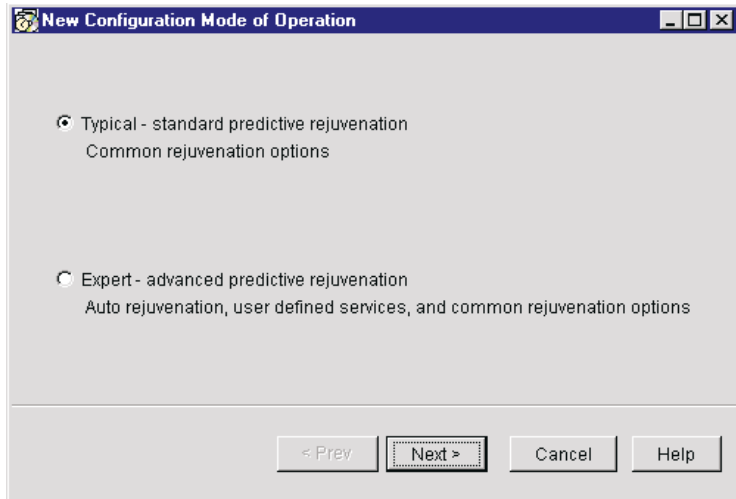 New Configuration Mode of Operation
Typical - standard predictive rejuvenation
Common rejuvenation options
Expert - advanced predictive rejuvenation
Auto rejuvenation, user defined services, and common rejuvenation options
< Prev Next > Cancel Help